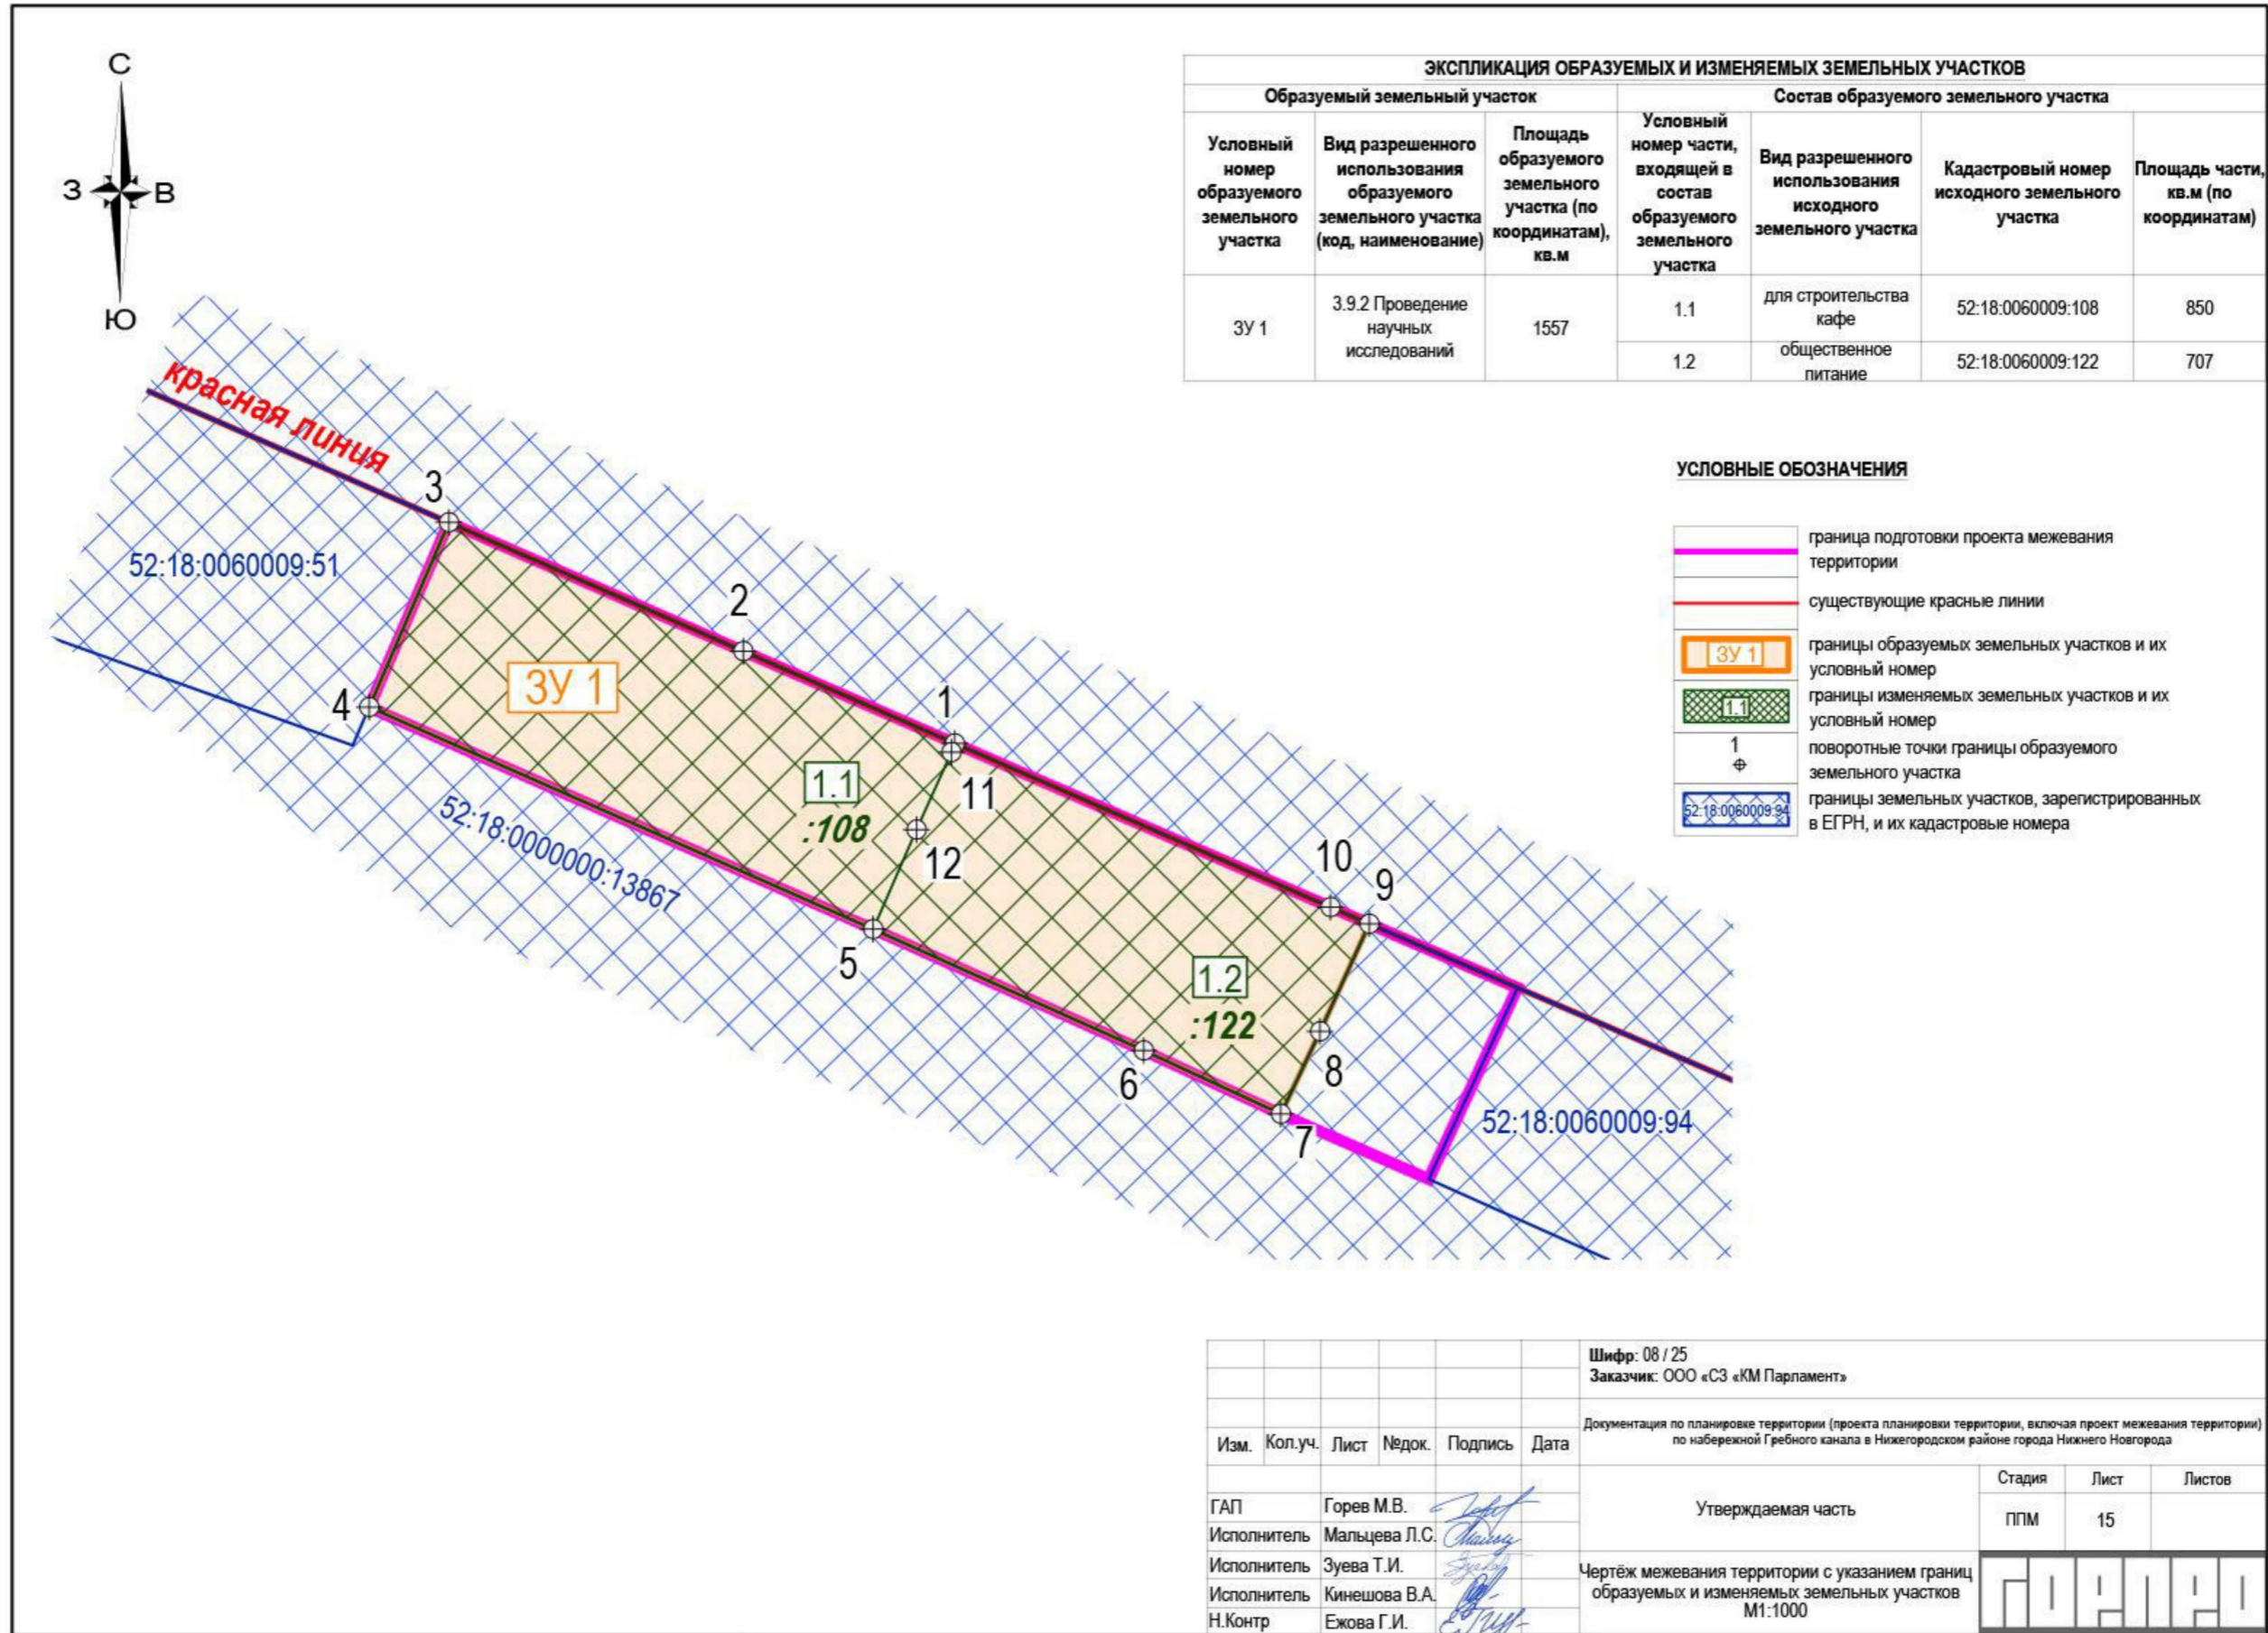 С
З
В
Ю
ЭКСПЛИКАЦИЯ ОБРАЗУЕМЫХ И ИЗМЕНЯЕМЫХ ЗЕМЕЛЬНЫХ УЧАСТКОВ
Образуемый земельный участок
Состав образуемого земельного участка
Условный
номер
образуемого
земельного
участка
Вид разрешенного
использования
образуемого
земельного участка
(код, наименование)
Площадь
образуемого
земельного
участка (по
координатам),
кв.м
Условный
номер части,
входящей в
состав
образуемого
земельного
участка
Вид разрешенного
использования
исходного
земельного участка
Кадастровый номер
исходного земельного
участка
Площадь части,
кв.м (по
координатам)
ЗУ 1
3.9.2 Проведение
научных
исследований
1557
1.1
для строительства
кафе
52:18:0060009:108
850
1.2
общественное
питание
52:18:0060009:122
707
красная линия
3
52:18:0060009:51
2
ЗУ 1
4
1
1.1
:108
11
12
52:18:0000000:13867
10
9
5
1.2
:122
8
6
7
52:18:0060009:94
УСЛОВНЫЕ ОБОЗНАЧЕНИЯ
граница подготовки проекта межевания
территории
существующие красные линии
ЗУ 1
границы образуемых земельных участков и их
условный номер
1.1
границы изменяемых земельных участков и их
условный номер
1
поворотные точки границы образуемого
земельного участка
52:18:0060009:94
границы земельных участков, зарегистрированных
в ЕГРН, и их кадастровые номера
Шифр: 08 / 25
Заказчик: ООО «СЗ «КМ Парламент»
Документация по планировке территории (проекта планировки территории, включая проект межевания территории)
по набережной Гребного канала в Нижегородском районе города Нижнего Новгорода
Изм. Кол.уч. Лист №док. Подпись Дата
Стадия Лист Листов
Утверждаемая часть
ППМ 15
ГАП Горев М.В.
Исполнитель Мальцева Л.С.
Исполнитель Зуева Т.И.
Исполнитель Кинешова В.А.
Н.Контр Ежова Г.И.
Чертёж межевания территории с указанием границ
образуемых и изменяемых земельных участков
М1:1000